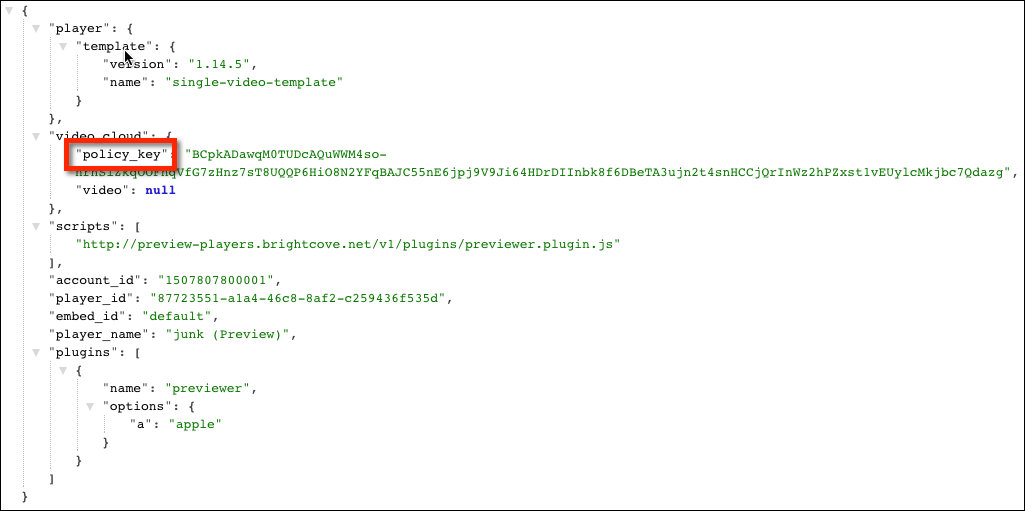 {
"player": {
"template": {
"version": "1.14.5",
"name": "single-video-template"
}
},
"video_cloud": {
"policy_key": "BCpkADawqM0TUDcAQuWWM4so-
VfG7zHnz7sT8UQQP6HiO8N2YFqBAJC55nE6jpj9V9Ji64HDrDIInbk8f6DBeTA3ujn2t4snHCCjQrInWz2hPZxst1vEUylcMkjbc7Qdazg",
"video": null
},
"scripts": [
"http://preview-players.brightcove.net/v1/plugins/previewer.plugin.js"
],
"account_id": "1507807800001",
"player_id": "87723551-a1a4-46c8-8af2-c259436f535d",
"embed_id": "default",
"player_name": "junk (Preview)",
"plugins": [
{
"name": "previewer",
"options": {
"a": "apple"
}
}
]
}